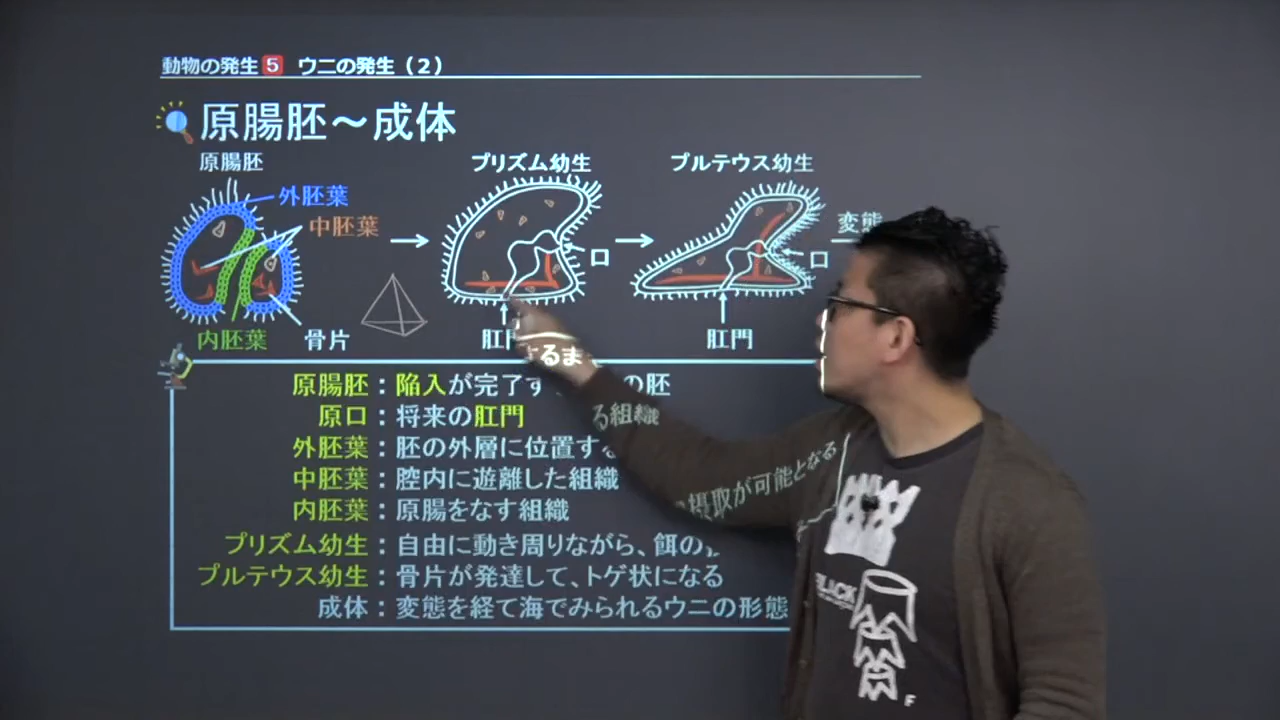 動物の発生 5 ウニの発生(2)
原腸胚～成体
原腸胚
プリズム幼生
プルテウス幼生
外胚葉
中胚葉
変態
口
口
内胚葉
骨片
肛門
肛門
原腸胚：陥入が完了するま の胚
原口：将来の肛門
外胚葉：胚の外層に位置する組織
中胚葉：腔内に遊離した組織
内胚葉：原腸をなす組織
プリズム幼生：自由に動き周りながら、餌の摂取が可能となる
プルテウス幼生：骨片が発達して、トゲ状になる
成体：変態を経て海でみられるウニの形態
BLACK
F